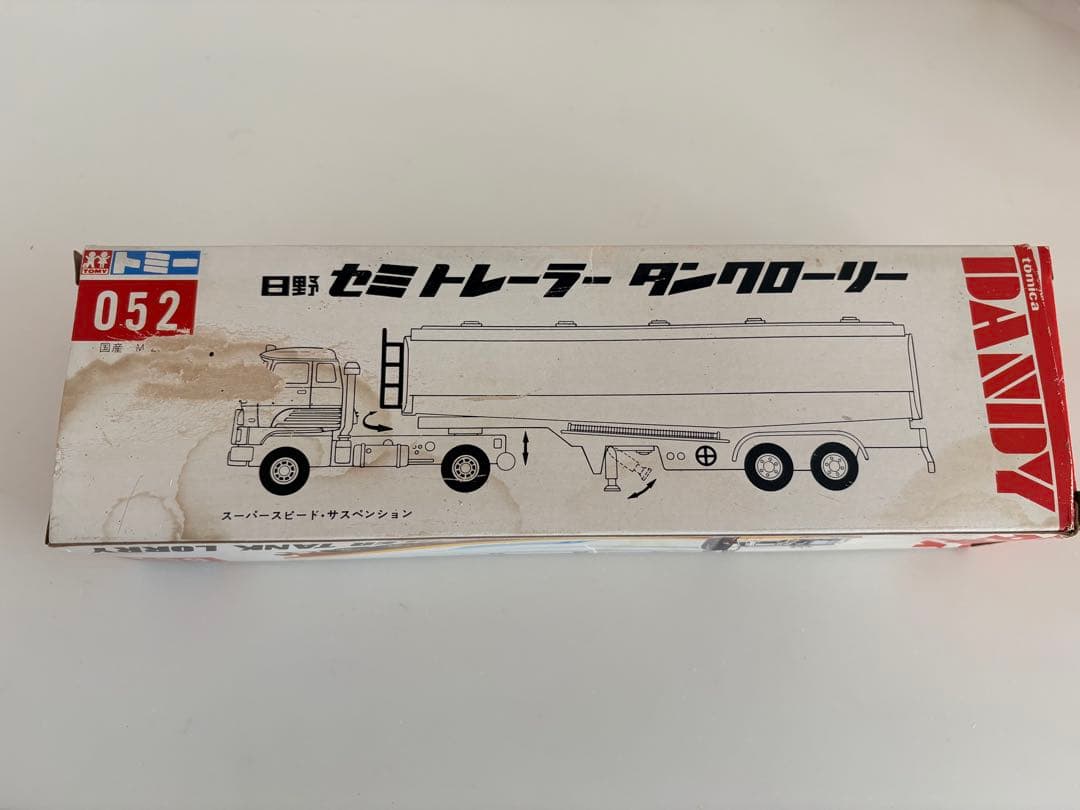 TOMY トミー
052
国産
日野 セミトレーラー タンクローリー
tomica
DANDY
スーパースピード・サスペンション
TANK LORRY